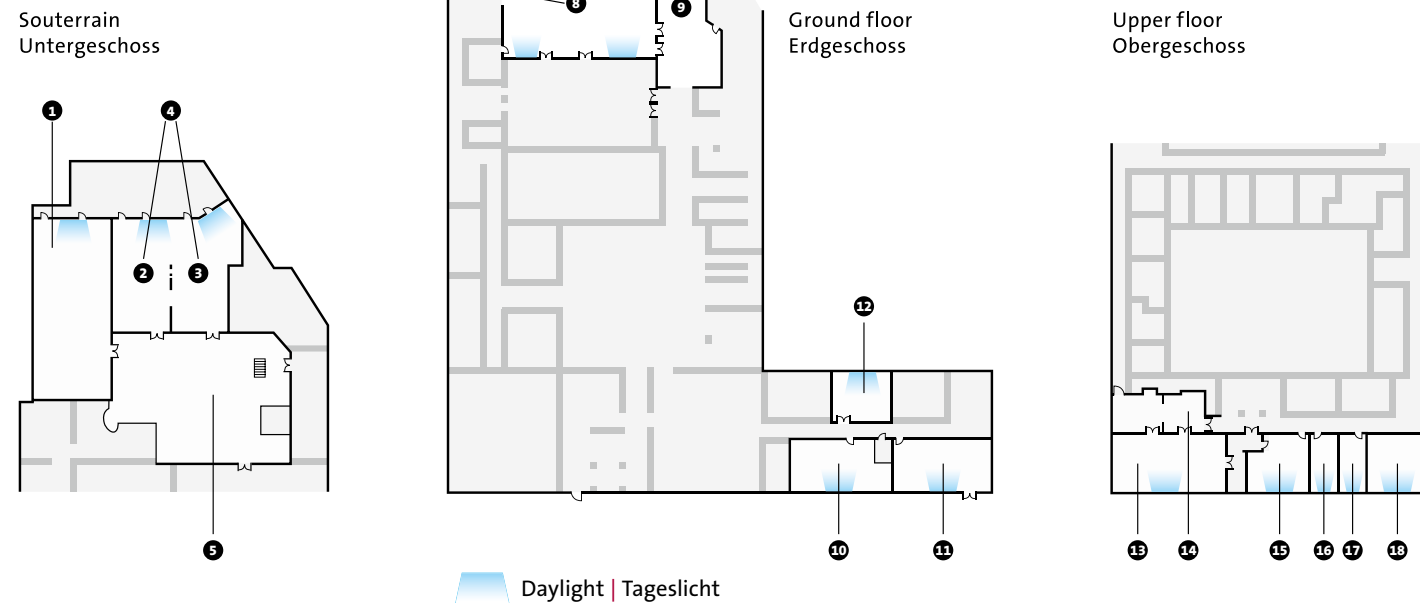 Souterrain
Untergeschoss
Ground floor
Erdgeschoss
Upper floor
Obergeschoss
8
9
1
4
2
3
12
5
10
11
13
14
15
16
17
18
Daylight | Tageslicht